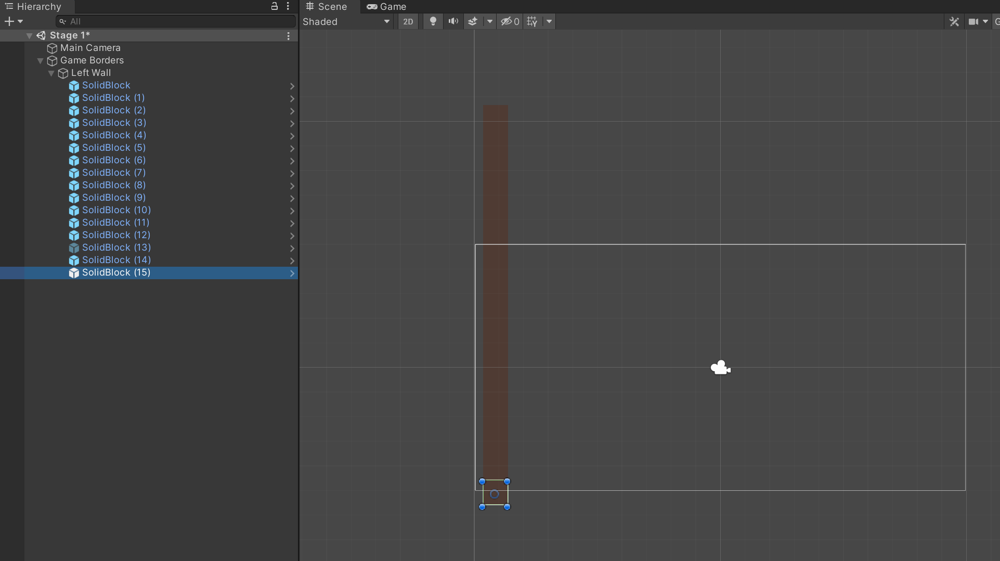 Hierarchy
All
Stage 1*
Main Camera
Game Borders
Left Wall
SolidBlock
SolidBlock (1)
SolidBlock (2)
SolidBlock (3)
SolidBlock (4)
SolidBlock (5)
SolidBlock (6)
SolidBlock (7)
SolidBlock (8)
SolidBlock (9)
SolidBlock (10)
SolidBlock (11)
SolidBlock (12)
SolidBlock (13)
SolidBlock (14)
SolidBlock (15)
Scene Game
Shaded 2D 0 G